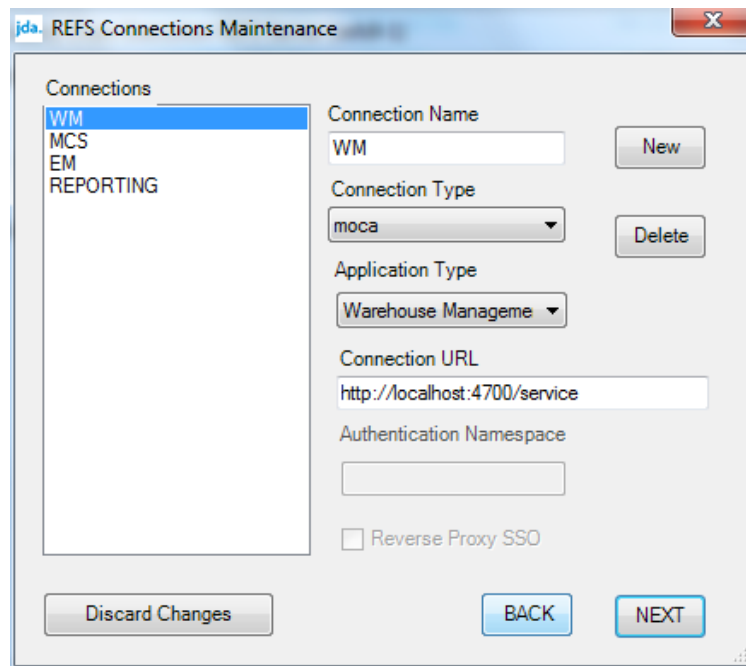 jda. REFS Connections Maintenance
X
Connections
WM
MCS
EM
REPORTING
Connection Name
WM
New
Connection Type
moca
Delete
Application Type
Warehouse Manageme
Connection URL
http://localhost:4700/service
Authentication Namespace
Reverse Proxy SSO
Discard Changes
BACK
NEXT